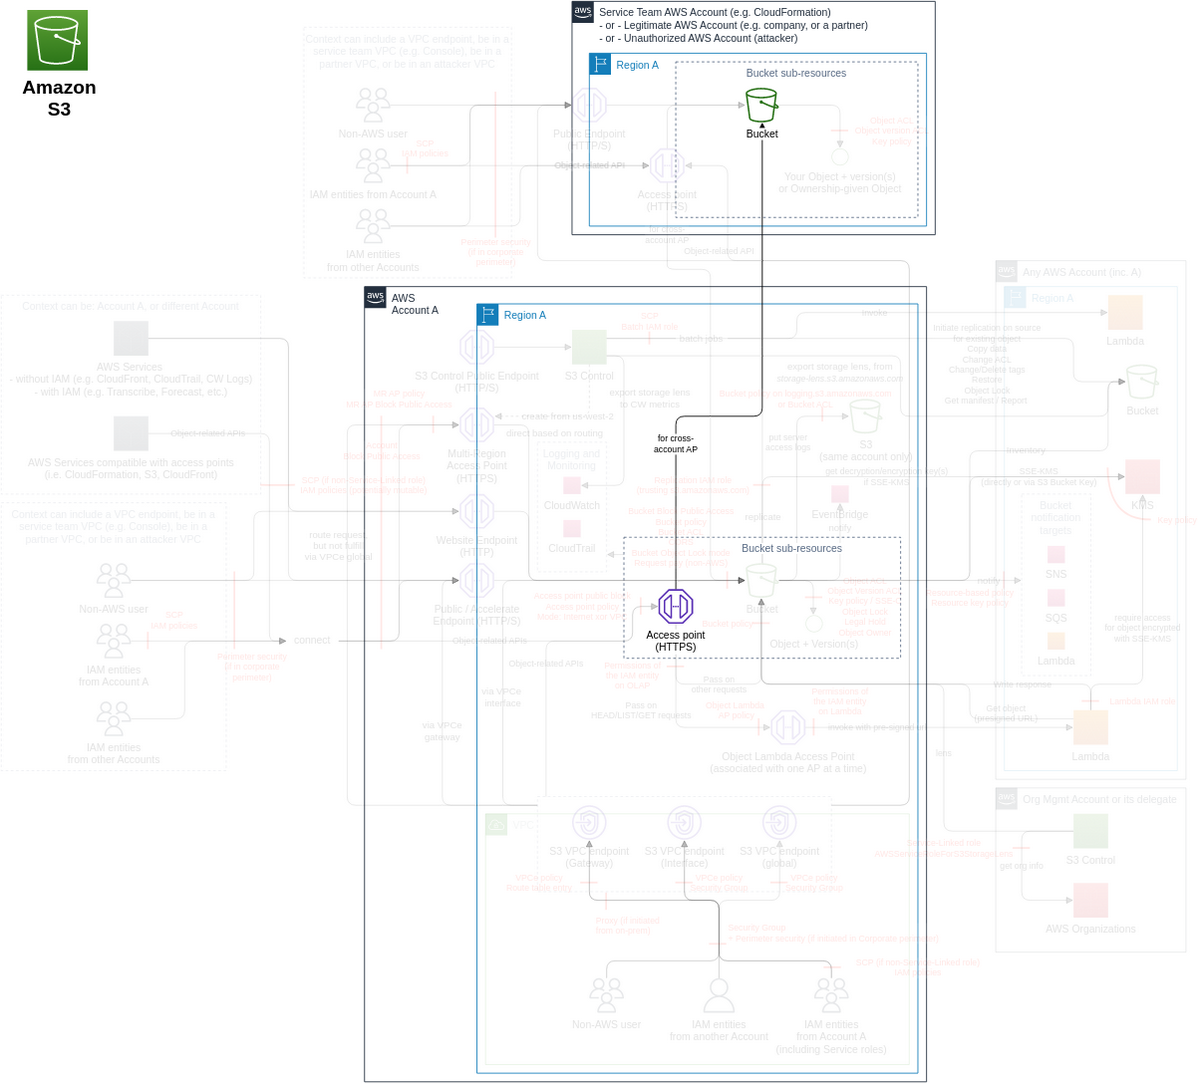 Amazon
S3
aws
Service Team AWS Account (e.g. CloudFormation)
- or - Legitimate AWS Account (e.g. company, or a partner)
- or - Unauthorized AWS Account (attacker)
Region A
Bucket sub-resources
Bucket
Object ACL
Object version
Key policy
Your Object + version(s)
or Ownership-given Object
Public Endpoint
(HTTP/S)
Object-related API
Access point
(HTTPS)
for cross-
account AP
Object-related API
Context can include a VPC endpoint, be in a
service team VPC (e.g. Console), be in a
partner VPC, or be in an attacker VPC
Non-AWS user
SCP
IAM policies
IAM entities from Account A
IAM entities
from other Accounts
Perimeter security
(if in corporate
perimeter)
Context can be: Account A, or different Account
AWS Services
- without IAM (e.g. CloudFront, CloudTrail, CW Logs)
- with IAM (e.g. Transcribe, Forecast, etc.)
Object-related APIs
AWS Services compatible with access points
(i.e. CloudFormation, S3, CloudFront)
Context can include a VPC endpoint, be in a
service team VPC (e.g. Console), be in a
partner VPC, or be in an attacker VPC
Non-AWS user
SCP
IAM policies
IAM entities
from Account A
Perimeter security
(if in corporate
perimeter)
IAM entities
from other Accounts
connect
MR AP policy
MR AP Block Public Access
Account
Block Public Access
SCP (if non-Service-Linked role)
IAM policies (potentially mutable)
route request
but not fulfill
via VPCe global
aws
AWS
Account A
Region A
S3 Control Public Endpoint
(HTTP/S)
S3 Control
SCP
Batch IAM role
batch jobs
invoke
export storage lens
to CW metrics
export storage lens, from
storage-lens.s3.amazonaws.com
create from us-west-2
direct based on routing
Multi-Region
Access Point
(HTTPS)
Logging and
Monitoring
CloudWatch
CloudTrail
Website Endpoint
(HTTP)
Public / Accelerate
Endpoint (HTTP/S)
Bucket policy on logging.s3.amazonaws.com
or Bucket ACL
put server
access logs
S3
(same account only)
for cross-
account AP
get decryption/encryption key(s)
if SSE-KMS
SSE-KMS
(directly or via S3 Bucket Key)
inventory
replicate
EventBridge
notify
Bucket Block Public Access
Bucket policy
Bucket Object Lock mode
Request pay (non-AWS)
Bucket sub-resources
Bucket
Access point
(HTTPS)
Access point public block
Access point policy
Mode: internet or VPC
Bucket policy
Object ACL
Object Version ACL
Key policy / SSE-
Object Lock
Legal Hold
Object Owner
Object + Version(s)
Object-related APIs
Object-related APIs
via VPCe
interface
via VPCe
gateway
Permissions of
the IAM entity
on OLAP
Pass on
other requests
Pass on
HEAD/LIST/GET requests
Object Lambda
AP policy
Permissions of
the IAM entity
on Lambda
invoke with pre-signed url
Object Lambda Access Point
(associated with one AP at a time)
VPC
S3 VPC endpoint
(Gateway)
S3 VPC endpoint
(Interface)
S3 VPC endpoint
(global)
VPCe policy
Route table entry
VPCe policy
Security Group
VPCe policy
Security Group
Proxy (if initiated
from on-prem)
Security Group
+ Perimeter security (if initiated in Corporate perimeter)
SCP (if non-Service-Linked role)
IAM policies
Non-AWS user
IAM entities
from another Account
IAM entities
from Account A
(including Service roles)
aws
Any AWS Account (inc. A)
Region A
Lambda
Initiate replication on source
for existing object
Copy data
Change ACL
Change/Delete tags
Restore
Object Lock
Get manifest / Report
Bucket
KMS
Key policy
Bucket
notification
targets
SNS
SQS
Lambda
notify
Resource-based policy
Resource key policy
require access
for object encrypted
with SSE-KMS
Write response
Get object
(presigned URL)
Lambda IAM role
Lambda
lens
aws
Org Mgmt Account or its delegate
Service-Linked role
AWSServiceRoleForS3StorageLens
get org info
S3 Control
AWS Organizations